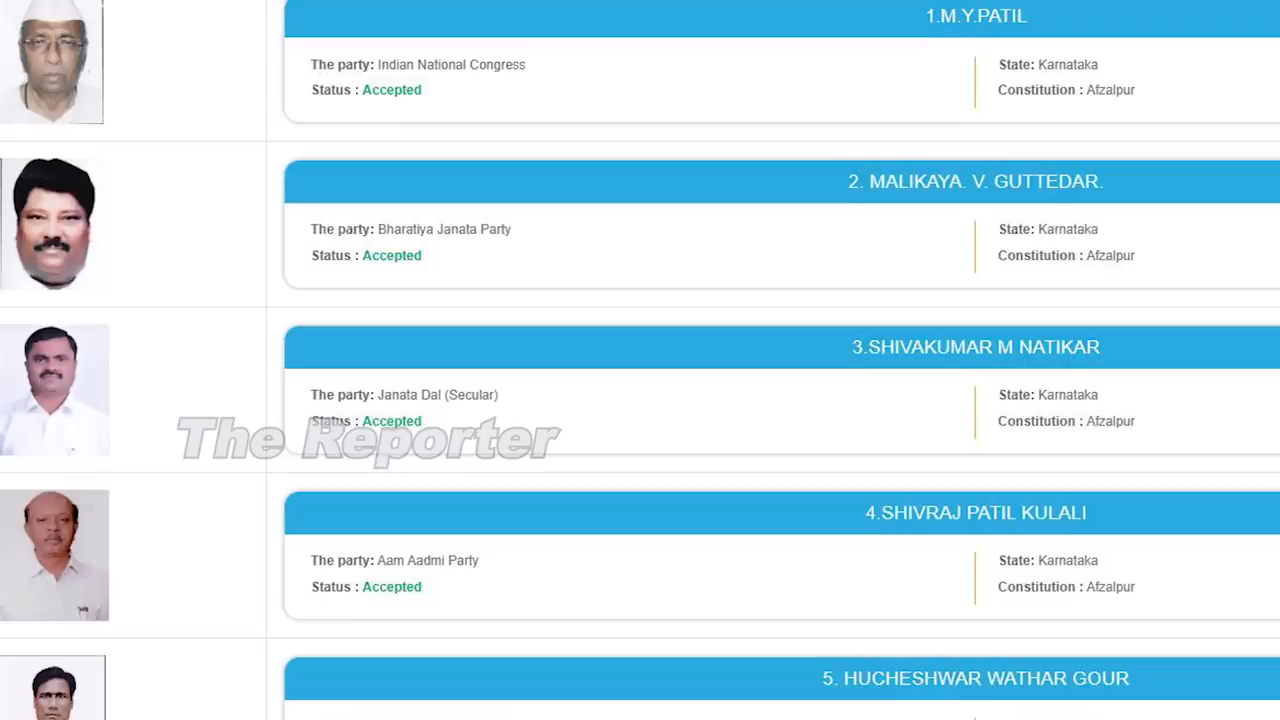 1.M.Y.PATIL
The party: Indian National Congress
State: Karnataka
Status : Accepted
Constitution : Afzalpur
2. MALIKAYA. V. GUTTEDAR.
The party: Bharatiya Janata Party
State: Karnataka
Status : Accepted
Constitution : Afzalpur
3.SHIVAKUMAR M NATIKAR
The party: Janata Dal (Secular)
State: Karnataka
Status : Accepted
Constitution : Afzalpur
The Reporter
4.SHIVRAJ PATIL KULALI
The party: Aam Aadmi Party
State: Karnataka
Status : Accepted
Constitution : Afzalpur
5. HUCHESHWAR WATHAR GOUR